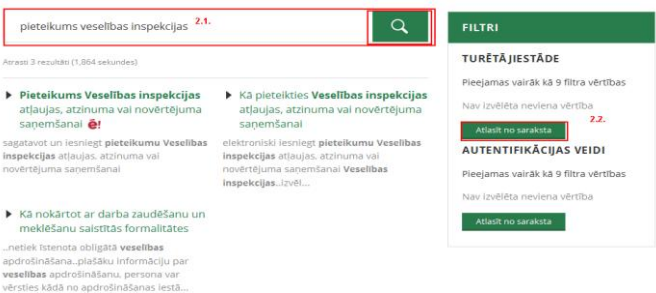 pieteikums veselības inspekcijas 2.1.
Atrasti 3 rezultāti (1,864 sekundes)
Pieteikums Veselības inspekcijas
atļaujas, atzinuma vai novērtējuma
saņemšanai ē!
sagatavot un iesniegt pieteikumu Veselības
inspekcijas atļaujas, atzinuma vai
novērtējuma saņemšanai
Kā pieteikties Veselības inspekcijas
atļaujas, atzinuma vai novērtējuma
saņemšanai
elektroniski iesniegt pieteikumu Veselības
inspekcijas atļaujas, atzinuma vai
novērtējuma saņemšanai Veselības
inspekcijas..izvēl...
Kā nokārtot ar darba zaudēšanu un
meklēšanu saistītās formalitātes
..netiek īstenota obligātā veselības
apdrošināšana..plašāku informāciju par
veselības apdrošināšanu, persona var
vērsties kādā no apdrošināšanas iestā...
FILTRI
TURĒTĀJIESTĀDE
Pieejamas vairāk kā 9 filtra vērtības
Nav izvēlēta neviena vērtība
2.2.
Atlasīt no saraksta
AUTENTIFIKĀCIJAS VEIDI
Pieejamas vairāk kā 9 filtra vērtības
Nav izvēlēta neviena vērtība
Atlasīt no saraksta